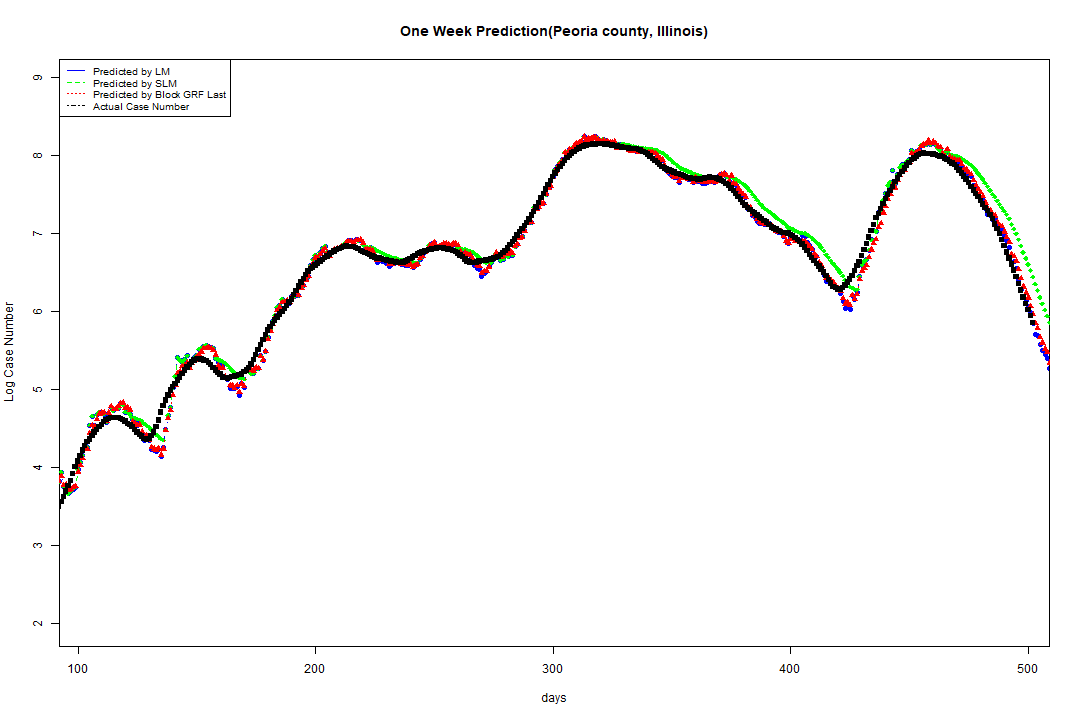 One Week Prediction(Peoria county, Illinois)
Predicted by LM
Predicted by SLM
Predicted by Block GRF Last
Actual Case Number
9
8
7
6
5
4
3
2
Log Case Number
100 200 300 400 500
days